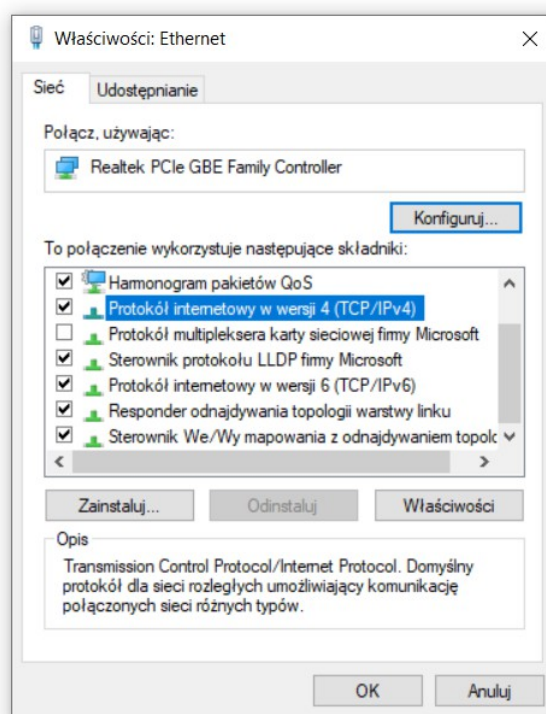 Właściwości: Ethernet
Sieć
Udostępnianie
Połącz, używając:
Realtek PCIe GBE Family Controller
Konfiguruj...
To połączenie wykorzystuje następujące składniki:
Harmonogram pakietów QoS
Protokół internetowy w wersji 4 (TCP/IPv4)
Protokół multipleksera karty sieciowej firmy Microsoft
Sterownik protokołu LLDP firmy Microsoft
Protokół internetowy w wersji 6 (TCP/IPv6)
Responder odnajdywania topologii warstwy linku
Sterownik We/Wy mapowania z odnajdywaniem topolc
Zainstaluj...
Odinstaluj
Właściwości
Opis
Transmission Control Protocol/Internet Protocol. Domyślny
protokół dla sieci rozległych umożliwiający komunikację
połączonych sieci różnych typów.
OK
Anuluj